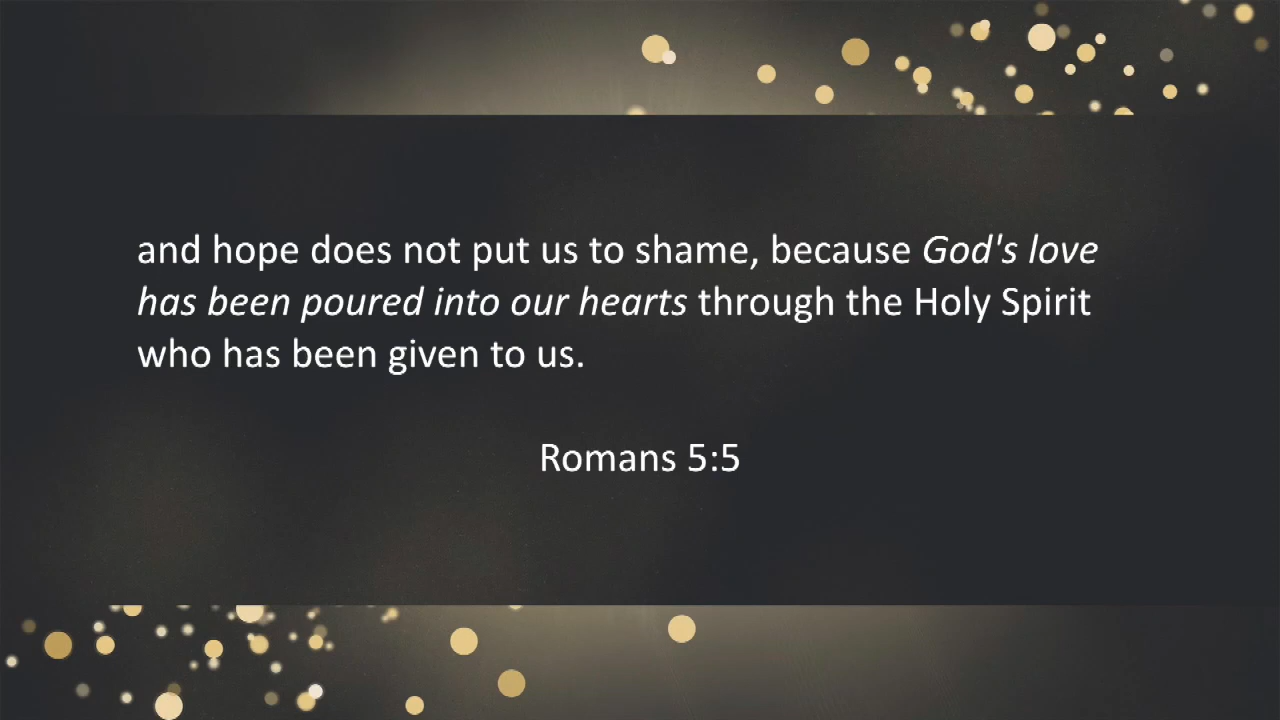 and hope does not put us to shame, because God's love
has been poured into our hearts through the Holy Spirit
who has been given to us.
Romans 5:5